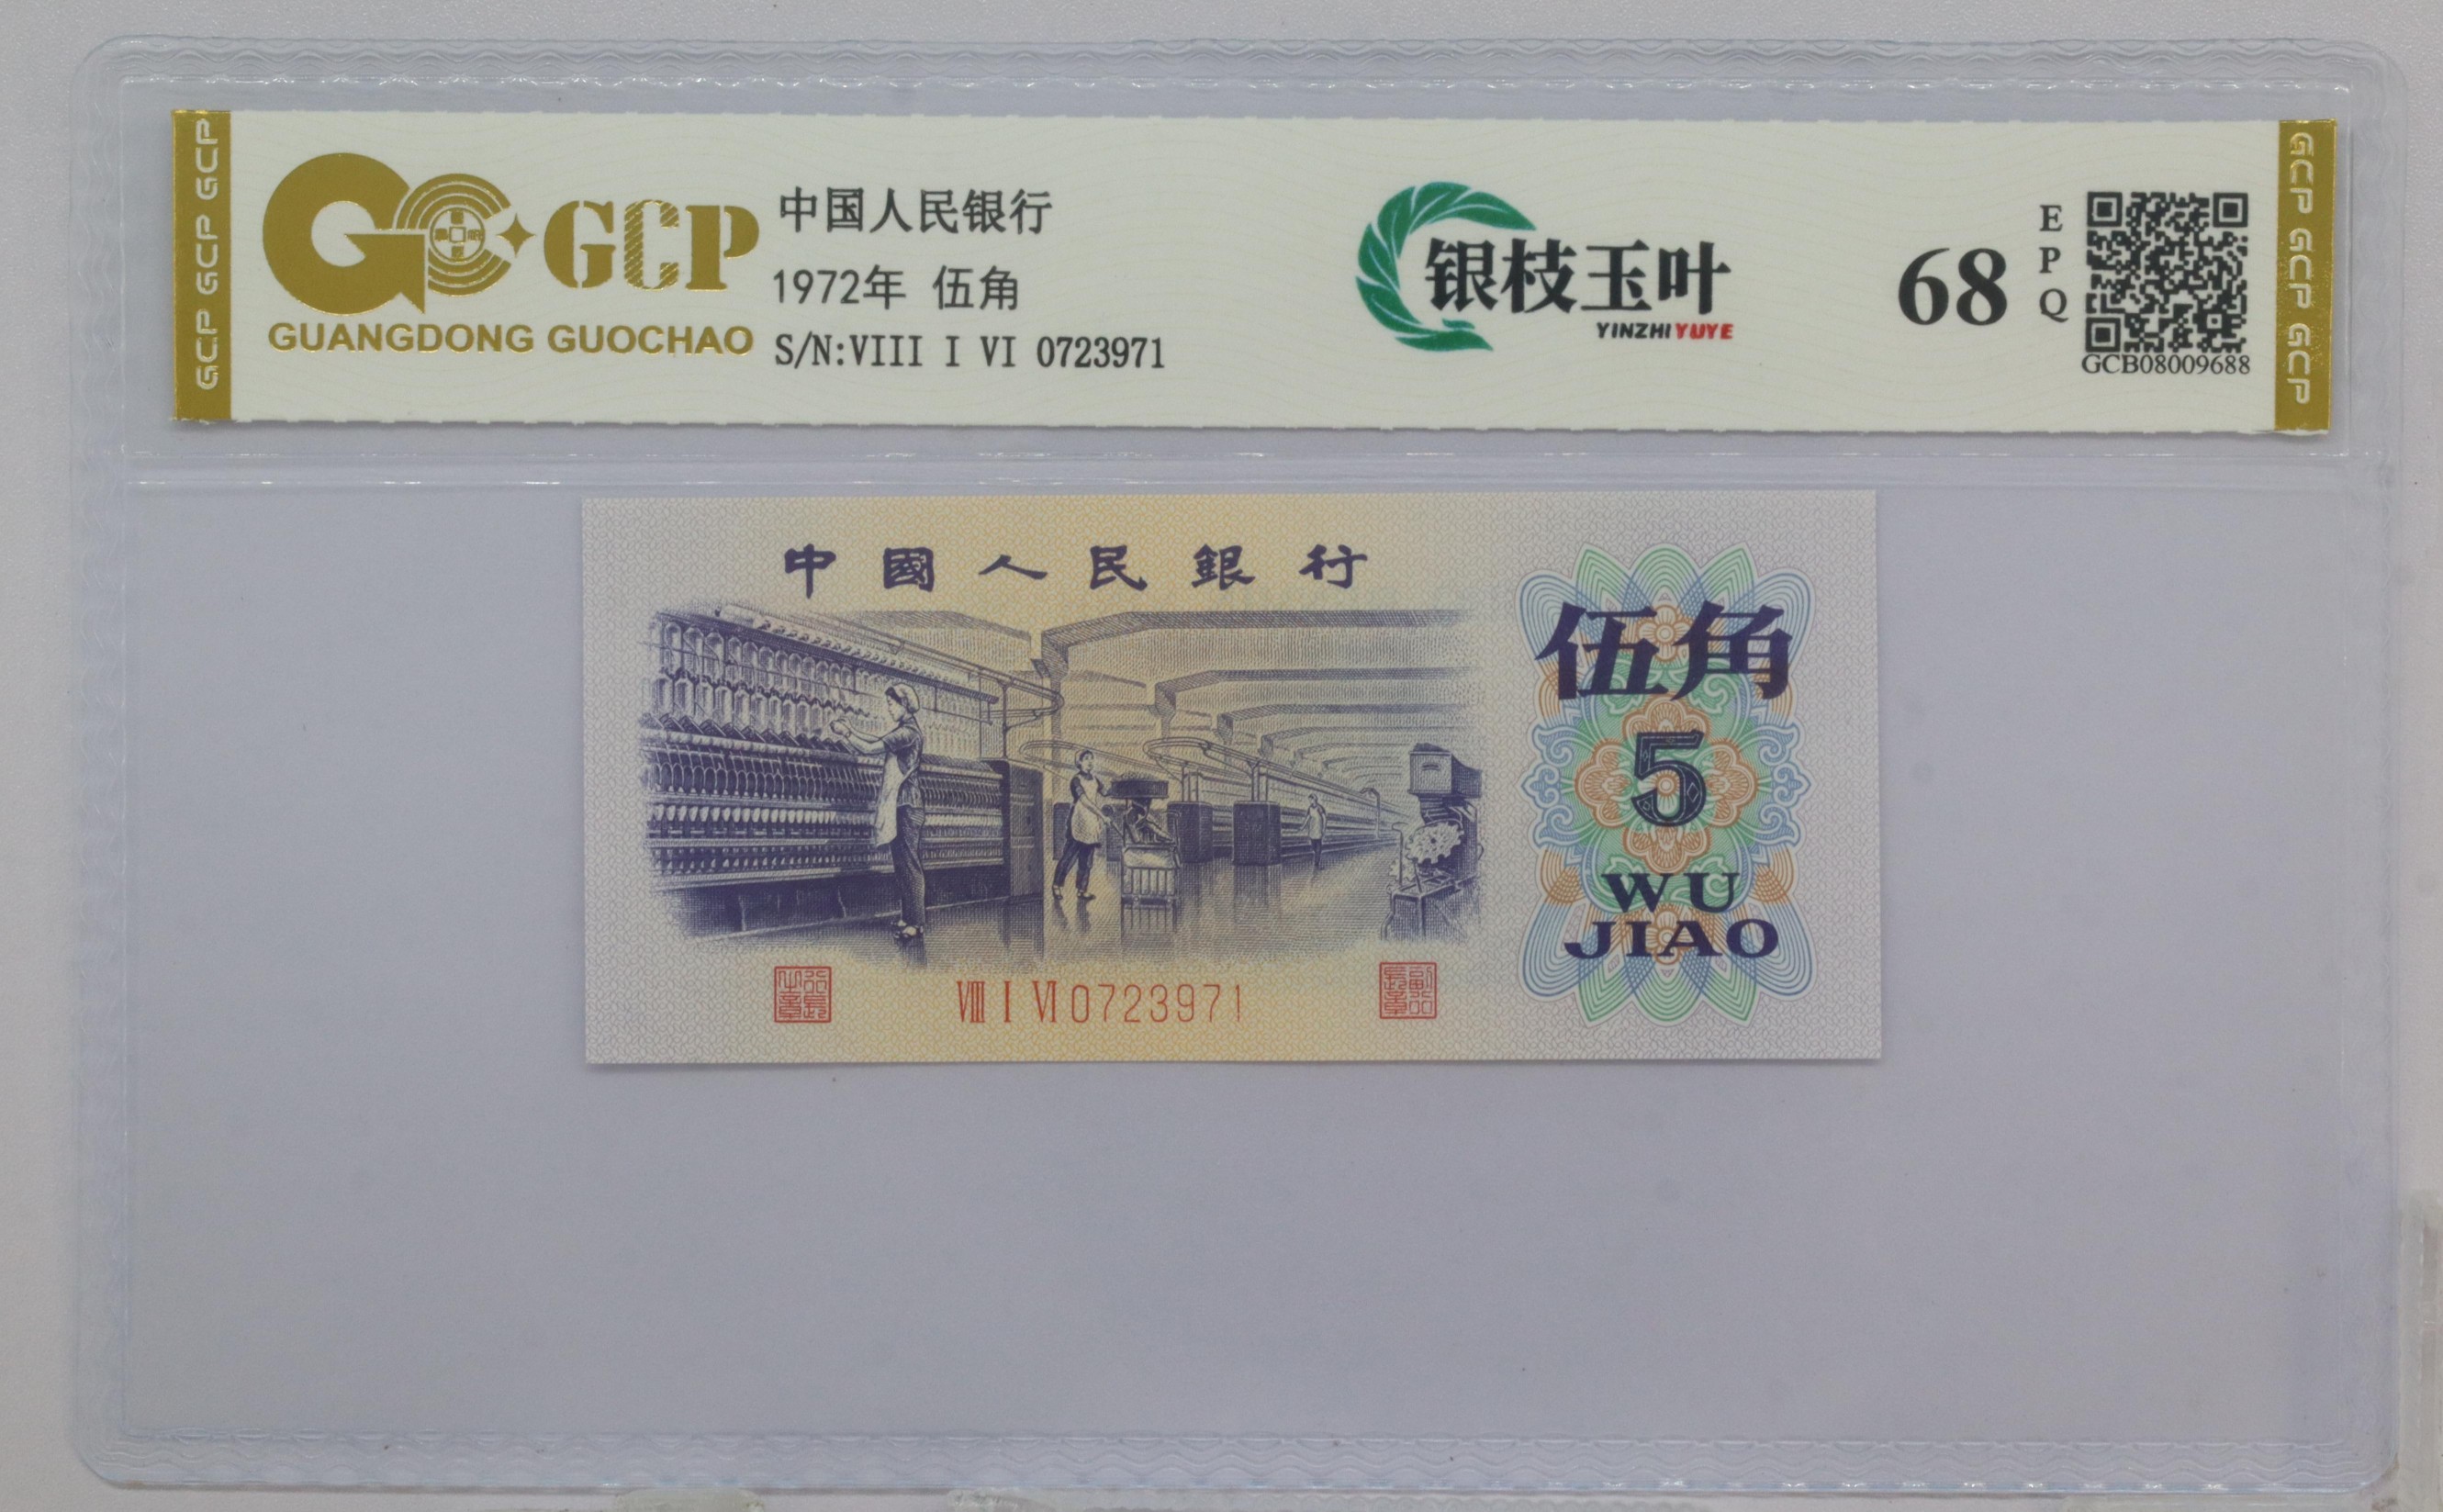 GCP GCP GCP
GCP
GUANGDONG GUOCHAO
中国人民银行
1972年 伍角
S/N:VIII I VI 0723971
银枝玉叶
YINZHIYUYE
68
EPQ
GCB08009688
GCP GCP GCP
中國人民銀行
伍角
5
WU
JIAO
Ⅷ Ⅰ Ⅵ 0723971